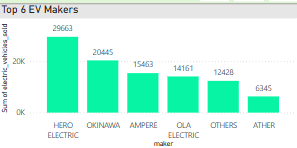 Top 6 EV Makers
Sum of electric_vehicles_sold
20K
0K
29663
20445
15463
14161
12428
6345
HERO
ELECTRIC
OKINAWA
AMPERE
OLA
ELECTRIC
OTHERS
ATHER
maker